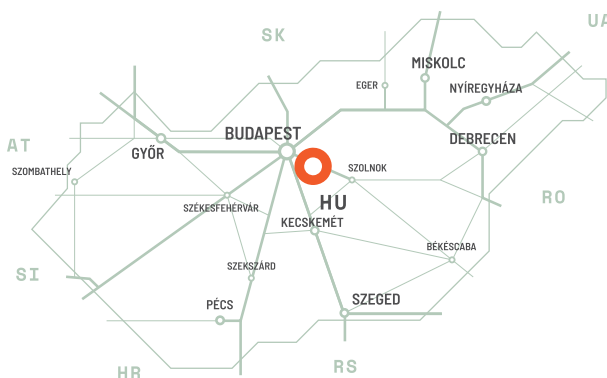 UA
SK
MISKOLC
EGER
NYÍREGYHÁZA
BUDAPEST
DEBRECEN
AT
GYŐR
SZOMBATHELY
SZOLNOK
RO
HU
SZÉKESFEHÉRVÁR
KECSKEMÉT
BÉKÉSCABA
SZEKSZÁRD
SI
PÉCS
SZEGED
RS
HR